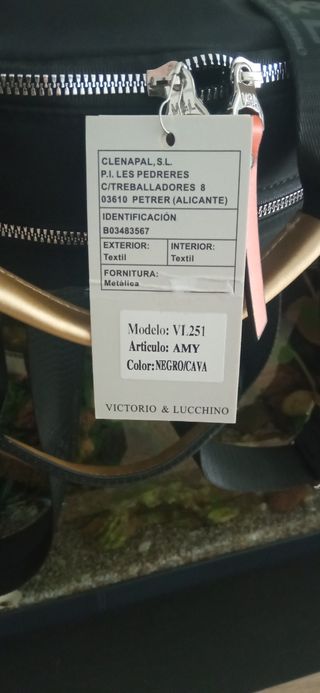 CLENAPAL, S.L.
P.I. LES PEDRERES
C/TREBALLADORES 8
03610 PETRER (ALICANTE)
IDENTIFICACIÓN
B03483567
EXTERIOR: INTERIOR:
Textil Textil
FORNITURA:
Metálica
Modelo: VL251
Articulo: AMY
Color: NEGRO/CAVA
VICTORIO & LUCCHINO